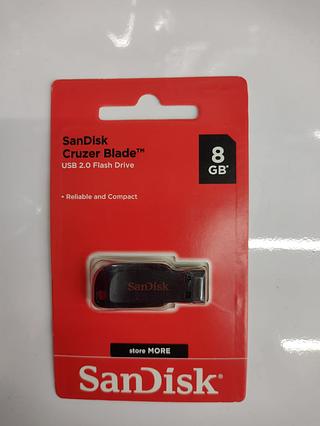 SanDisk
Cruzer Blade™
USB 2.0 Flash Drive
8
GB*
• Reliable and Compact
SanDisk
store MORE
SanDisk